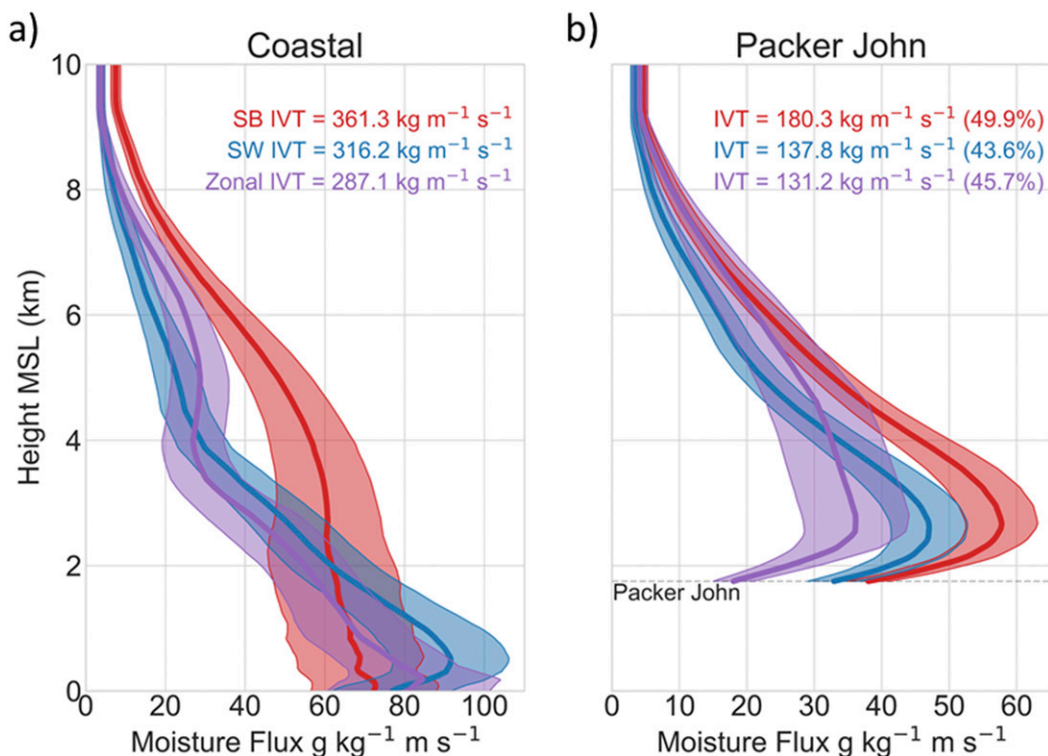 a)
Coastal
SB IVT = 361.3 kg m⁻¹ s⁻¹
SW IVT = 316.2 kg m⁻¹ s⁻¹
Zonal IVT = 287.1 kg m⁻¹ s⁻¹
10
8
6
4
2
0
Height MSL (km)
0 20 40 60 80 100
Moisture Flux g kg⁻¹ m s⁻¹
b)
Packer John
IVT = 180.3 kg m⁻¹ s⁻¹ (49.9%)
IVT = 137.8 kg m⁻¹ s⁻¹ (43.6%)
IVT = 131.2 kg m⁻¹ s⁻¹ (45.7%)
Packer John
0 10 20 30 40 50 60
Moisture Flux g kg⁻¹ m s⁻¹